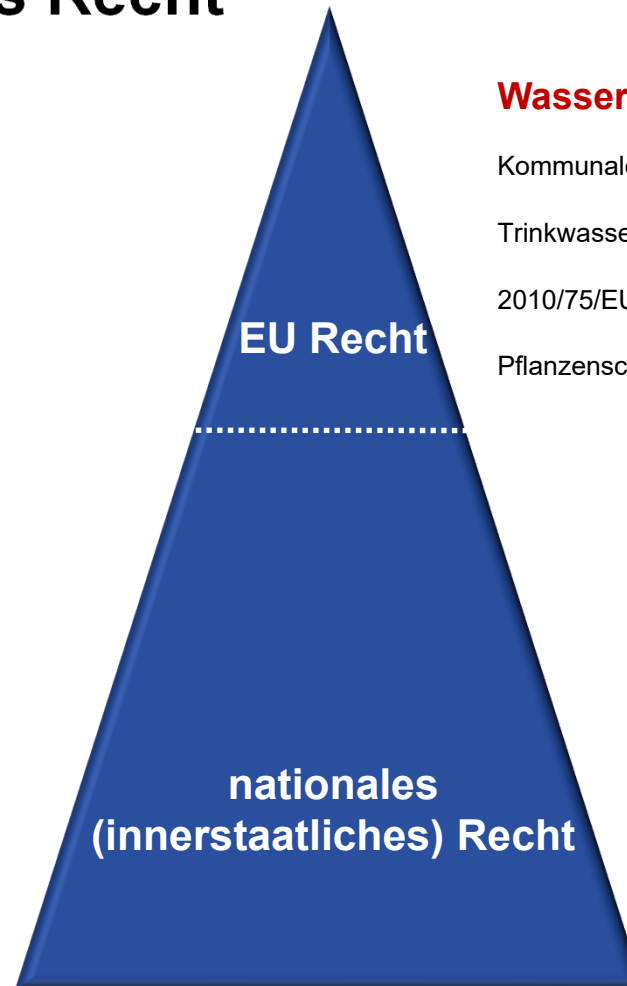 s Recht
Wasser
Kommunal
Trinkwasse
2010/75/EU
Pflanzensc
EU Recht
nationales
(innerstaatliches) Recht